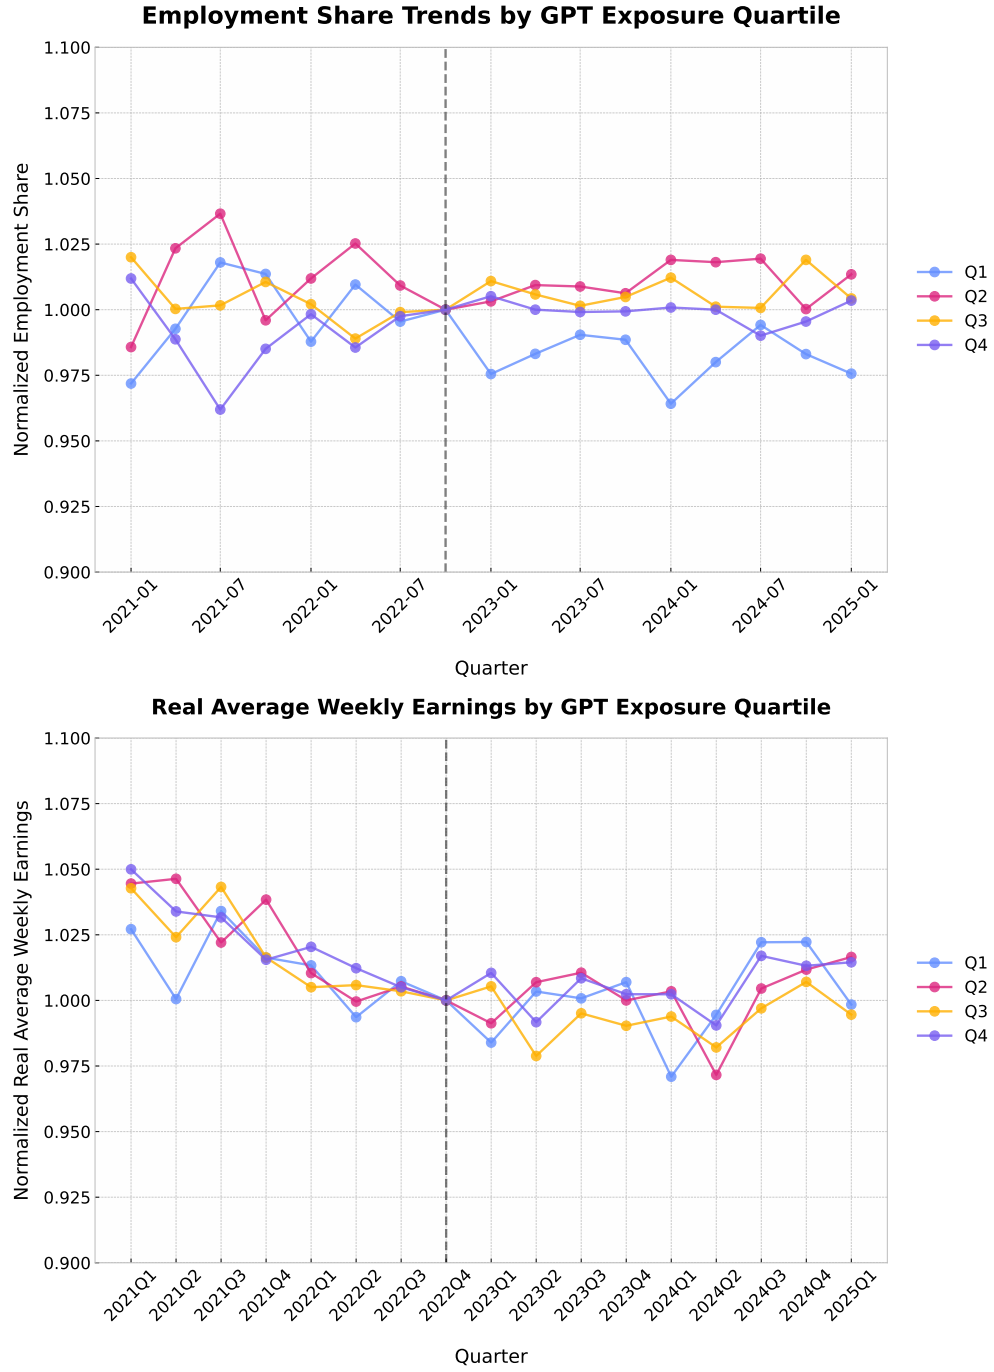 Employment Share Trends by GPT Exposure Quartile
Normalized Employment Share
1.100
1.075
1.050
1.025
1.000
0.975
0.950
0.925
0.900
2021-01
2021-07
2022-01
2022-07
2023-01
2023-07
2024-01
2024-07
2025-01
Quarter
Q1
Q2
Q3
Q4
Real Average Weekly Earnings by GPT Exposure Quartile
Normalized Real Average Weekly Earnings
1.100
1.075
1.050
1.025
1.000
0.975
0.950
0.925
0.900
2021Q1
2021Q2
2021Q3
2021Q4
2022Q1
2022Q2
2022Q3
2022Q4
2023Q1
2023Q2
2023Q3
2023Q4
2024Q1
2024Q2
2024Q3
2024Q4
2025Q1
Quarter
Q1
Q2
Q3
Q4